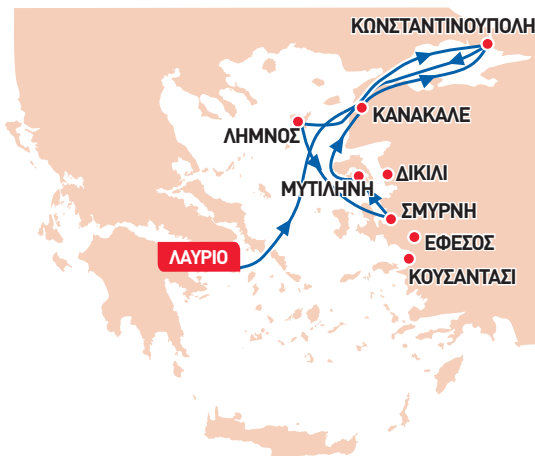 ΚΩΝΣΤΑΝΤΙΝΟΥΠΟΛΗ
ΚΑΝΑΚΑΛΕ
ΛΗΜΝΟΣ
ΔΙΚΙΛΙ
ΜΥΤΙΛΗΝΗ
ΣΜΥΡΝΗ
ΕΦΕΣΟΣ
ΛΑΥΡΙΟ
ΚΟΥΣΑΝΤΑΣΙ